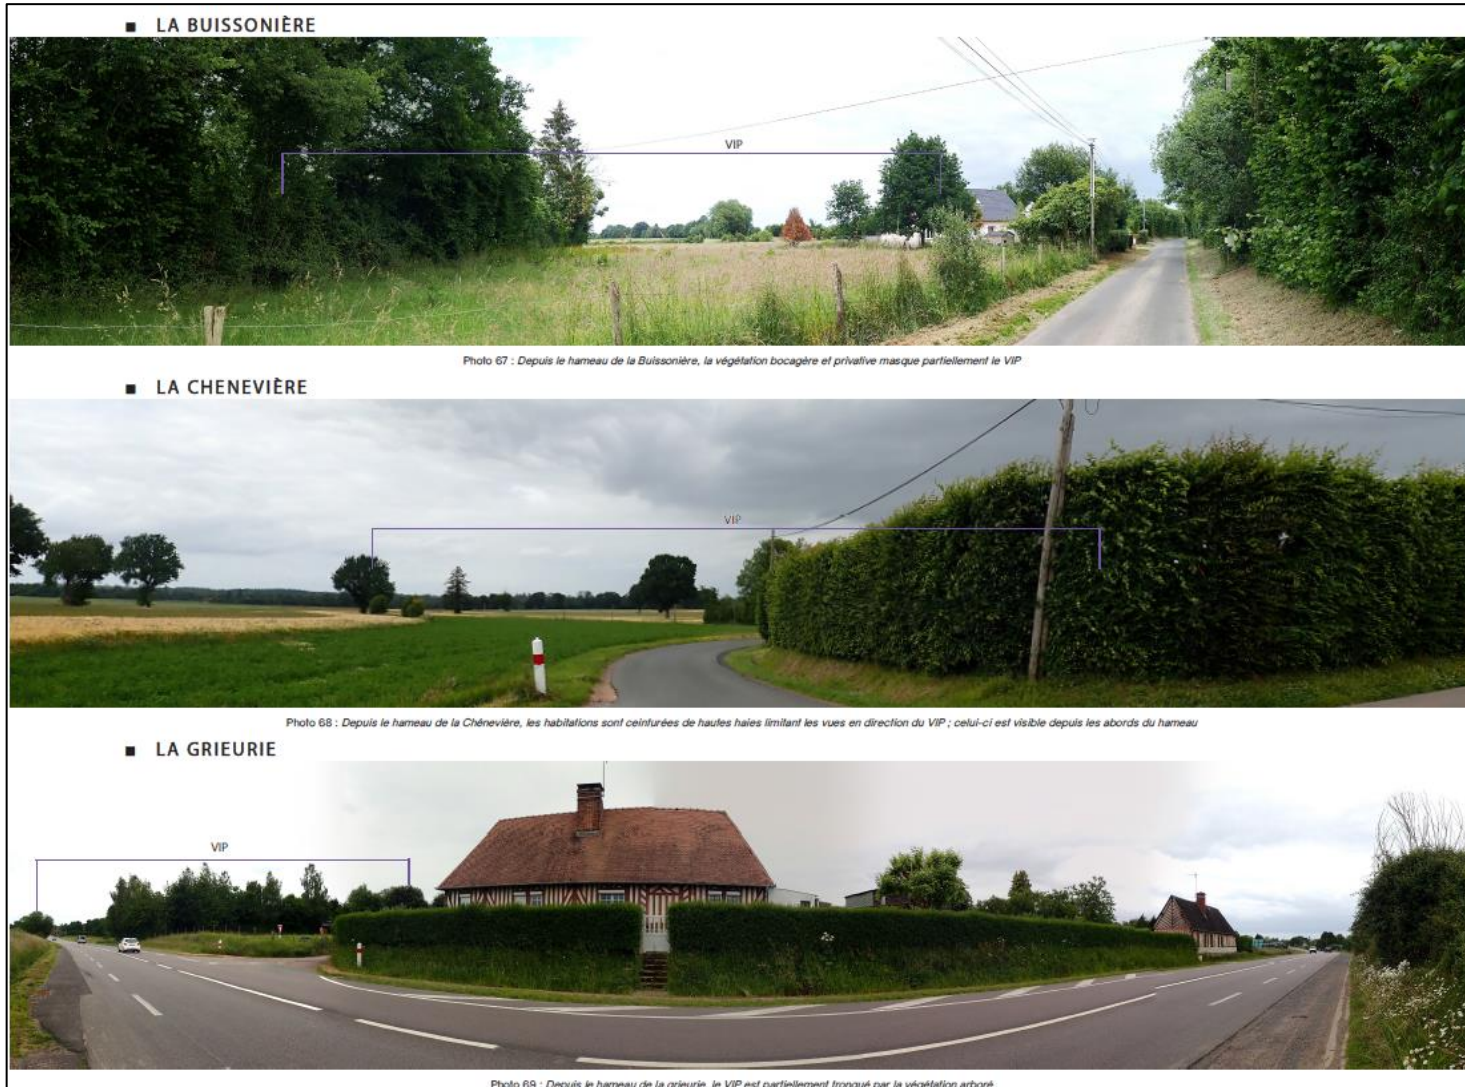 ■ LA BUISSONIÈRE
VIP
Photo 67 : Depuis le hameau de la Buissonière, la végétation bocagère et privative masque partiellement le VIP
■ LA CHENEVIÈRE
VIP
Photo 68 : Depuis le hameau de la Chênevière, les habitations sont ceinturées de hautes haies limitant les vues en direction du VIP ; celui-ci est visible depuis les abords du hameau
■ LA GRIEURIE
VIP
Photo 69 : Depuis le hameau de la grieurie, le VIP est partiellement tronqué par la végétation arboré